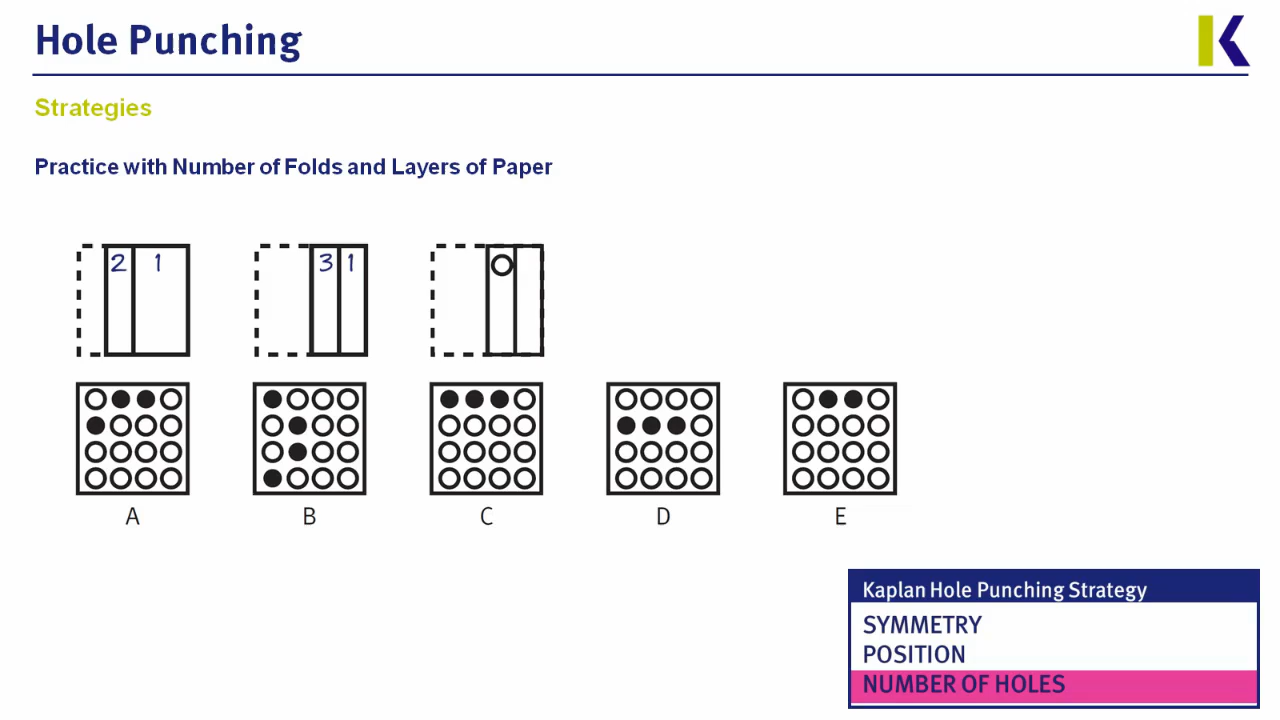 Hole Punching
K
Strategies
Practice with Number of Folds and Layers of Paper
2 1 3 1
A B C D E
Kaplan Hole Punching Strategy
SYMMETRY
POSITION
NUMBER OF HOLES